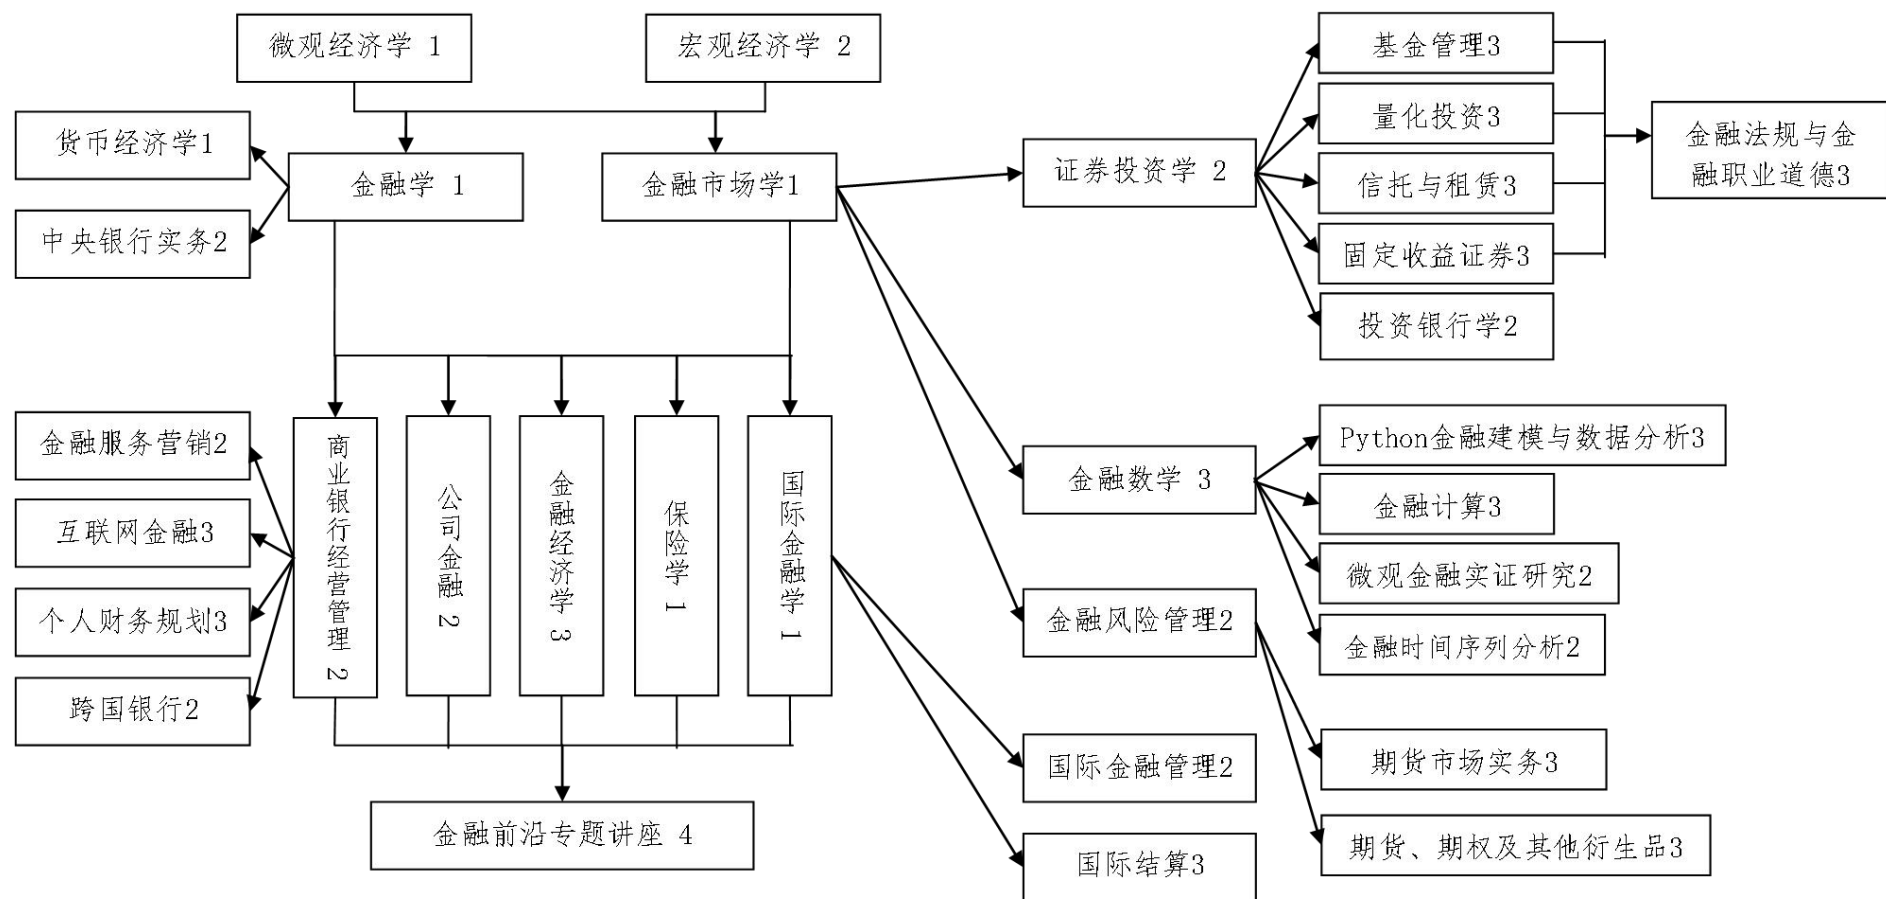 微观经济学 1
宏观经济学 2
货币经济学1
中央银行实务2
金融学 1
金融市场学1
证券投资学 2
基金管理3
量化投资3
信托与租赁3
固定收益证券3
投资银行学2
金融法规与金
融职业道德3
金融服务营销2
互联网金融3
个人财务规划3
跨国银行2
商业银行经营管理 2
公司金融 2
金融经济学 3
保险学 1
国际金融学 1
金融前沿专题讲座 4
金融数学 3
金融风险管理2
国际金融管理2
国际结算3
Python金融建模与数据分析3
金融计算3
微观金融实证研究2
金融时间序列分析2
期货市场实务3
期货、期权及其他衍生品3